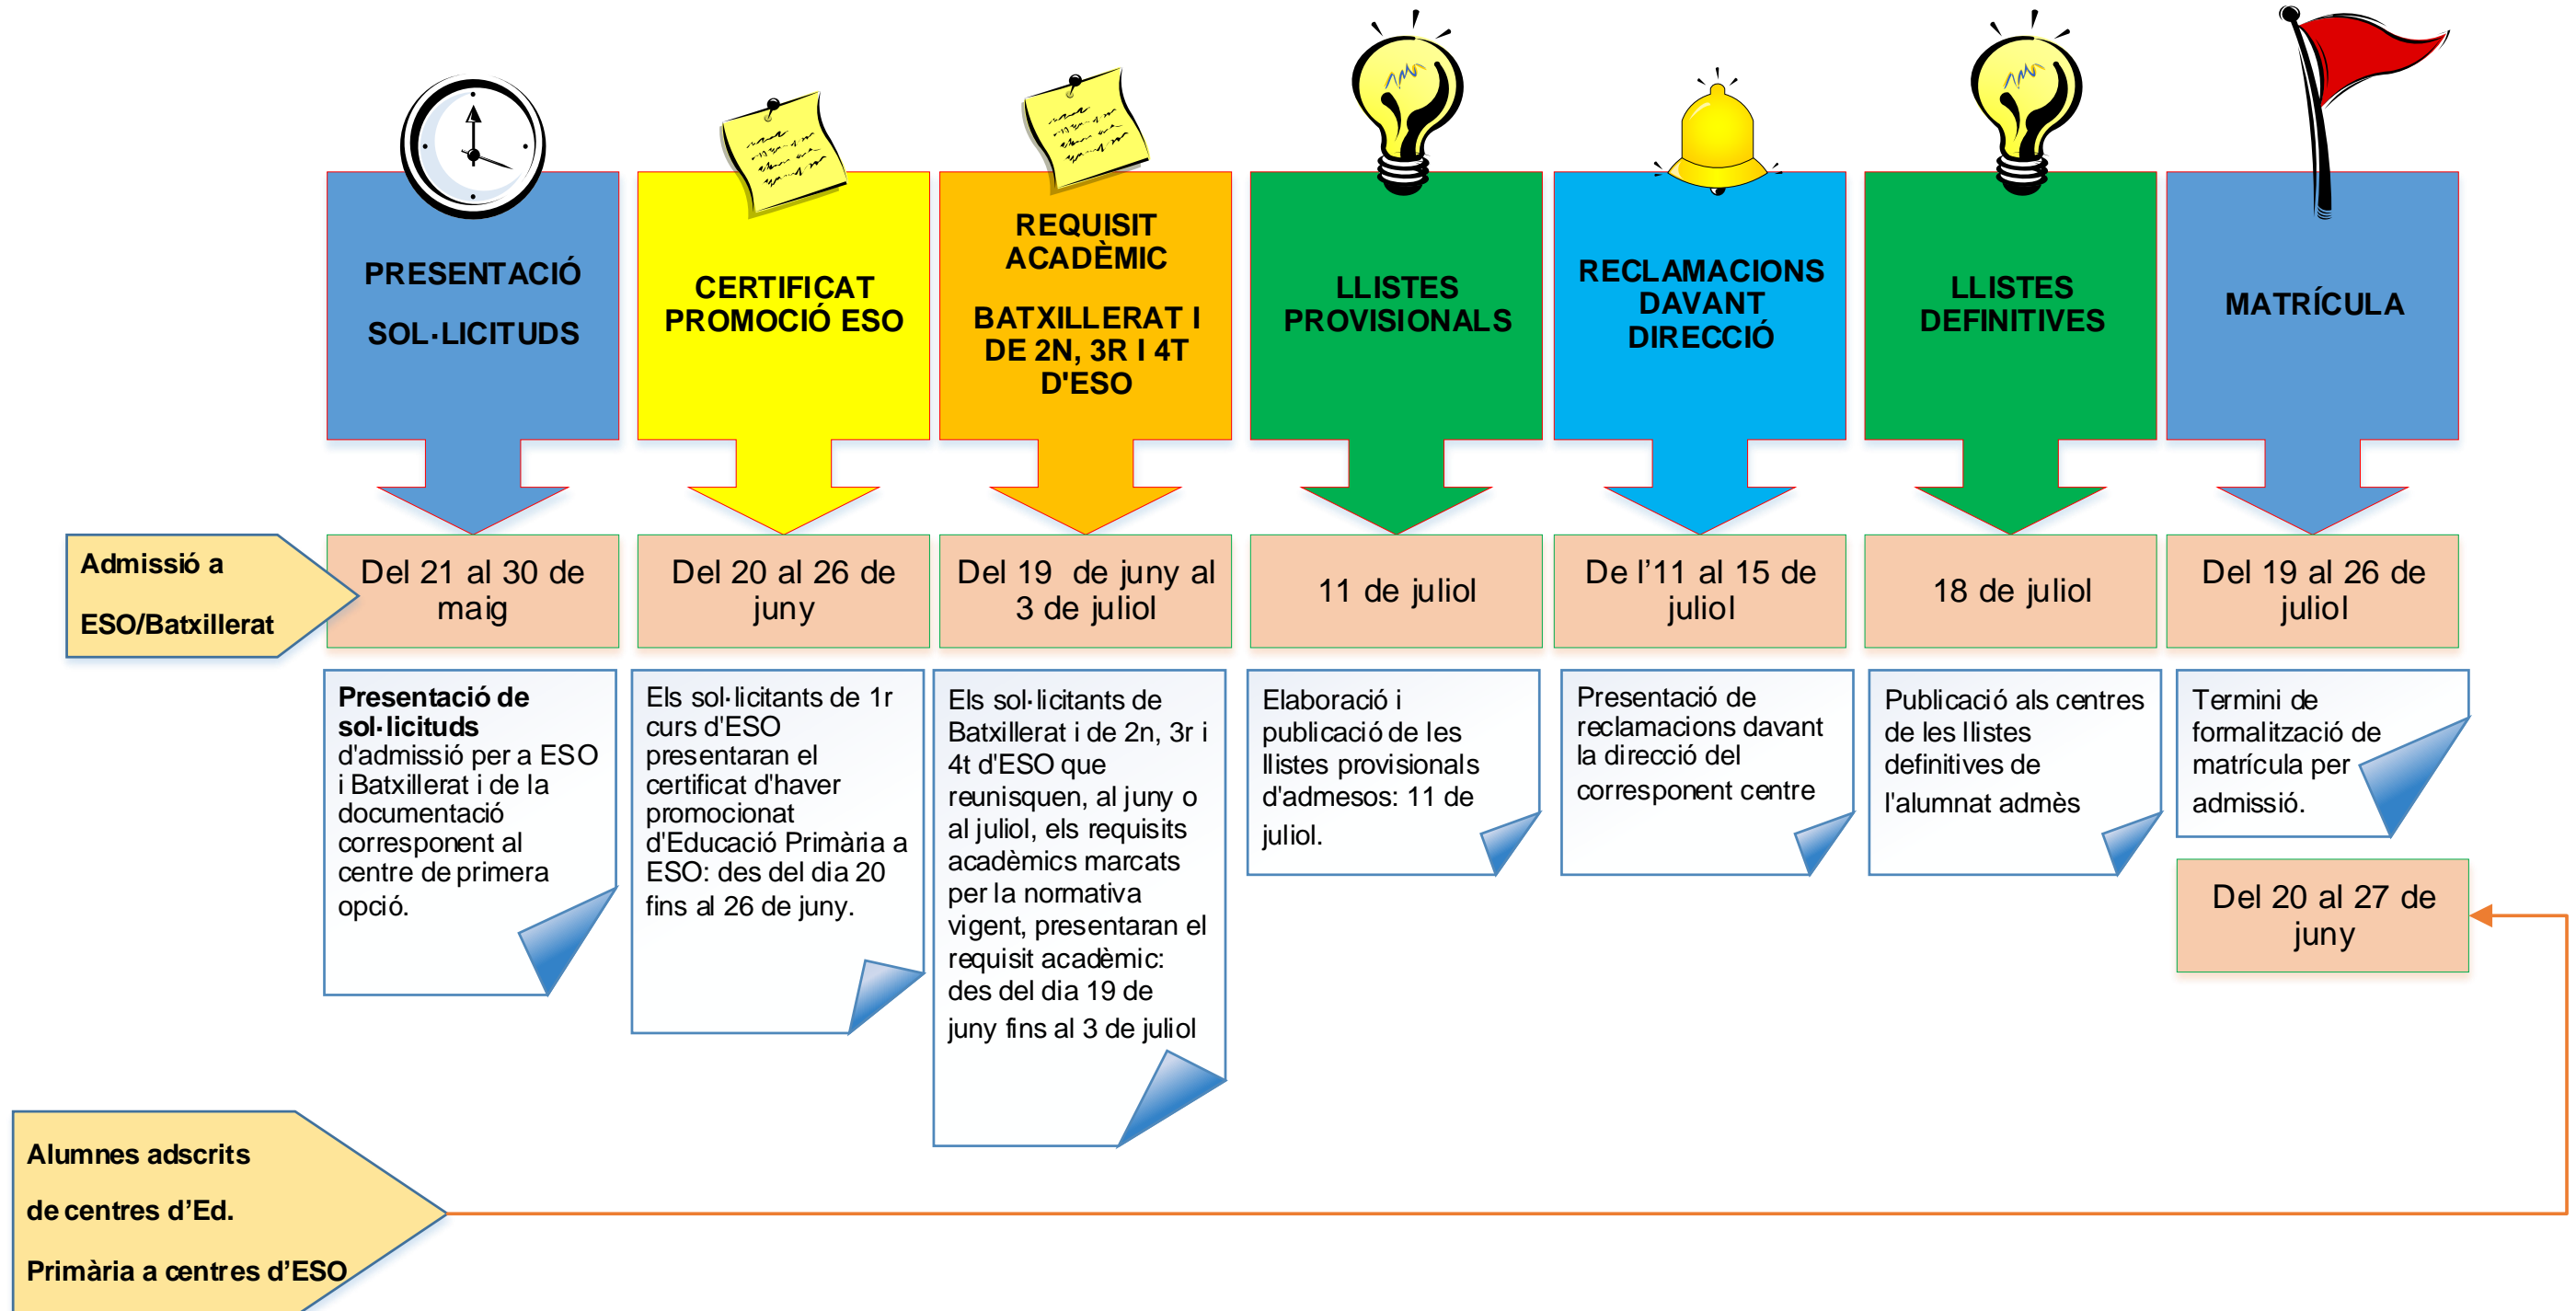 PRESENTACIÓ
SOL·LICITUDS
CERTIFICAT
PROMOCIÓ ESO
REQUISIT
ACADÈMIC
BATXILLERAT I
DE 2N, 3R I 4T
D'ESO
LLISTES
PROVISIONALS
RECLAMACIONS
DAVANT
DIRECCIÓ
LLISTES
DEFINITIVES
MATRÍCULA
Admissió a
ESO/Batxillerat
Del 21 al 30 de
maig
Del 20 al 26 de
juny
Del 19 de juny al
3 de juliol
11 de juliol
De l'11 al 15 de
juliol
18 de juliol
Del 19 al 26 de
juliol
Presentació de
sol·licituds
d'admissió per a ESO
i Batxillerat i de la
documentació
corresponent al
centre de primera
opció.
Els sol·licitants de 1r
curs d'ESO
presentaran el
certificat d'haver
promocionat
d'Educació Primària a
ESO: des del dia 20
fins al 26 de juny.
Els sol·licitants de
Batxillerat i de 2n, 3r i
4t d'ESO que
reunisquen, al juny o
al juliol, els requisits
acadèmics marcats
per la normativa
vigent, presentaran el
requisit acadèmic:
des del dia 19 de
juny fins al 3 de juliol
Elaboració i
publicació de les
llistes provisionals
d'admesos: 11 de
juliol.
Presentació de
reclamacions davant
la direcció del
corresponent centre
Publicació als centres
de les llistes
definitives de
l'alumnat admès
Termini de
formalització de
matrícula per
admissió.
Del 20 al 27 de
juny
Alumnes adscrits
de centres d'Ed.
Primària a centres d'ESO